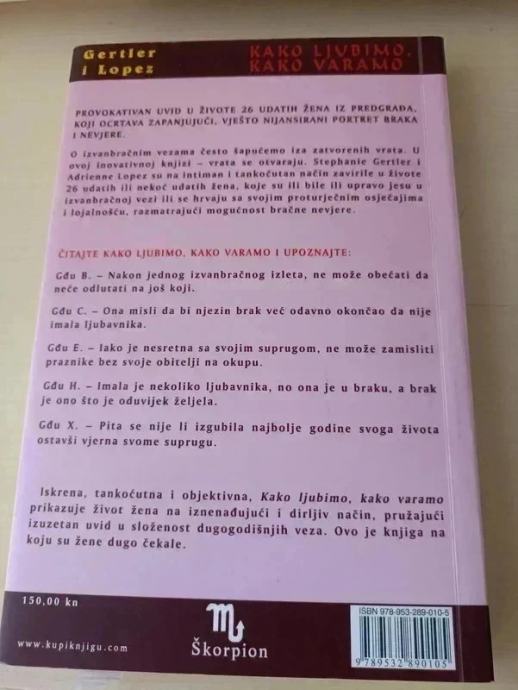 Gertler
i Lopez
KAKO LJUBIMO,
KAKO VARAMO
PROVOKATIVAN UVID U ŽIVOTE 26 UDATIH ŽENA IZ PREDGRAĐA,
KOJI OCRTAVA ZAPANJUJUĆI, VJEŠTO NIJANSIRANI PORTRET BRAKA
I NEVJERE.
O izvanbračnim vezama često šapućemo iza zatvorenih vrata. U
ovoj inovativnoj knjizi – vrata se otvaraju. Stephanie Gertler i
Adrienne Lopez su na intiman i tankoćutan način zavirile u živote
26 udatih ili nekoć udatih žena, koje su ili bile ili upravo jesu u
izvanbračnoj vezi ili se hrvaju sa svojim proturječnim osjećajima
i lojalnošću, razmatrajući mogućnost bračne nevjere.
ČITAJTE KAKO LJUBIMO, KAKO VARAMO I UPOZNAJTE:
Gđu B. – Nakon jednog izvanbračnog izleta, ne može obećati da
neće odlutati na još koji.
Gđu C. – Ona misli da bi njezin brak već odavno okončao da nije
imala ljubavnika.
Gđu E. – Iako je nesretna sa svojim suprugom, ne može zamisliti
praznike bez svoje obitelji na okupu.
Gđu H. – Imala je nekoliko ljubavnika, no ona je u braku, a brak
je ono što je oduvijek željela.
Gđu X. – Pita se nije li izgubila najbolje godine svoga života
ostavši vjerna svome suprugu.
Iskrena, tankoćutna i objektivna, Kako ljubimo, kako varamo
prikazuje život žena na iznenađujući i dirljiv način, pružajući
izuzetan uvid u složenost dugogodišnjih veza. Ovo je knjiga na
koju su žene dugo čekale.
150,00 kn
www.kupiknjigu.com
Škorpion
ISBN 978-953-289-010-5
9 789532 890105